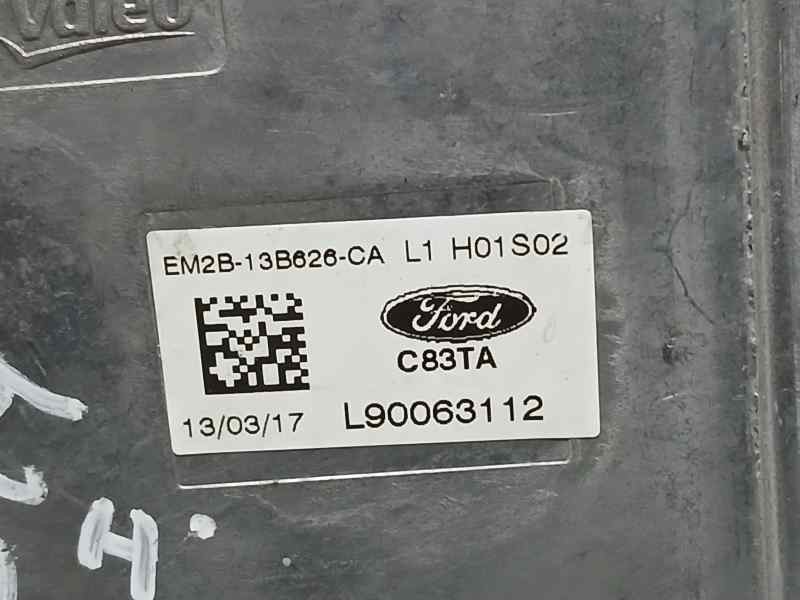 Valeo
EM2B-13B626-CA L1 H01S02
Ford
C83TA
13/03/17 L90063112
H